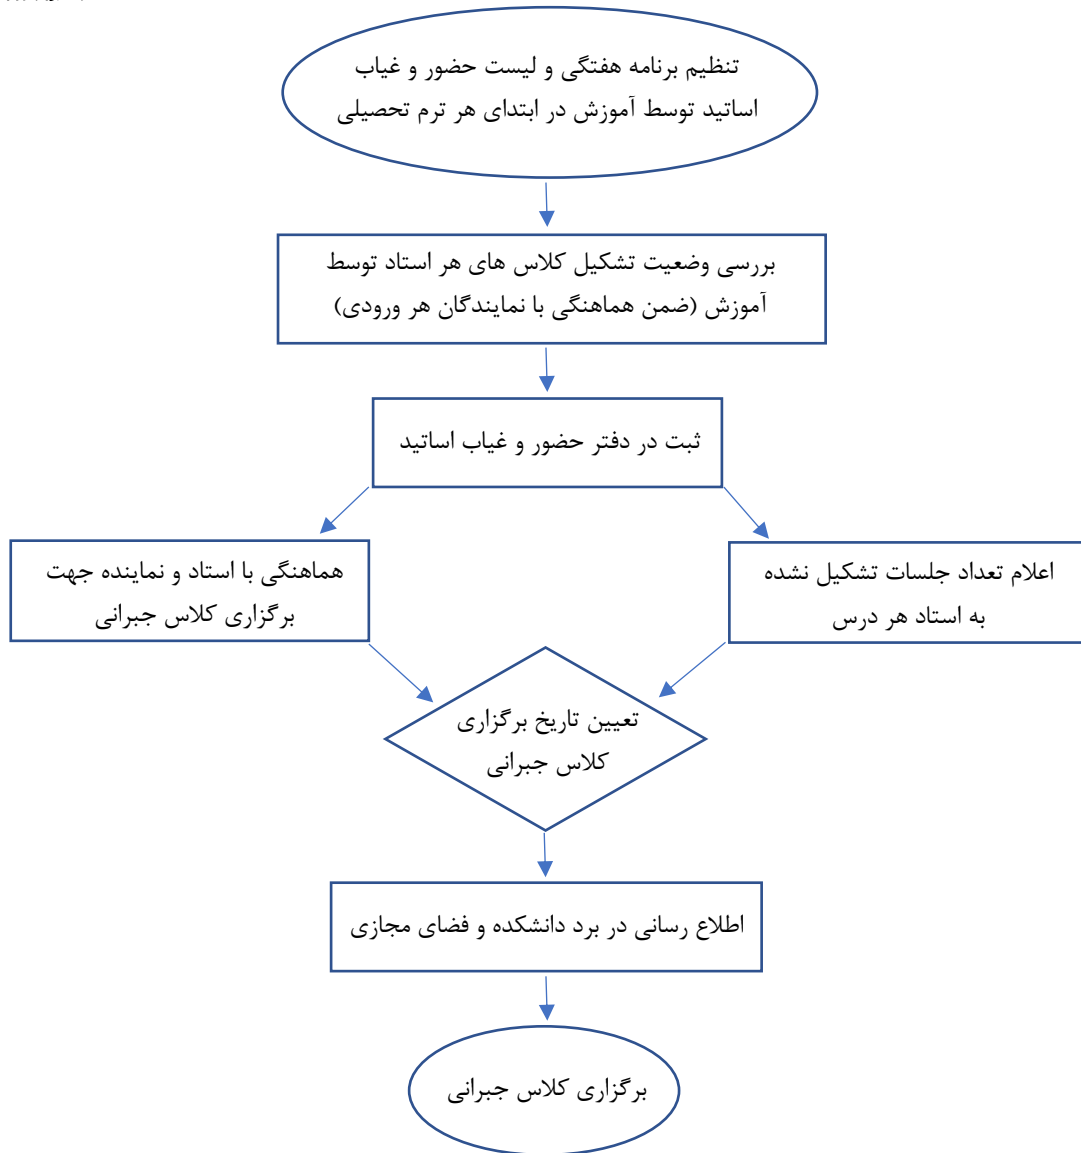 تنظیم برنامه هفتگی و لیست حضور و غیاب
اساتید توسط آموزش در ابتدای هر ترم تحصیلی
بررسی وضعیت تشکیل کلاس های هر استاد توسط
آموزش (ضمن هماهنگی با نمایندگان هر ورودی)
ثبت در دفتر حضور و غیاب اساتید
اعلام تعداد جلسات تشکیل نشده
به استاد هر درس
هماهنگی با استاد و نماینده جهت
برگزاری کلاس جبرانی
تعیین تاریخ برگزاری
کلاس جبرانی
اطلاع رسانی در برد دانشکده و فضای مجازی
برگزاری کلاس جبرانی